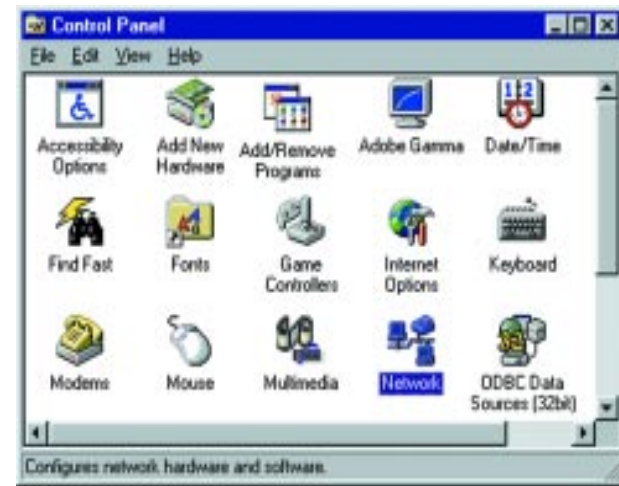 Control Panel
File Edit View Help
Accessibility Options
Add New Hardware
Add/Remove Programs
Adobe Gamma
Date/Time
Find Fast
Fonts
Game Controllers
Internet Options
Keyboard
Modems
Mouse
Multimedia
Network
ODBC Data Sources (32bit)
Configures network hardware and software.